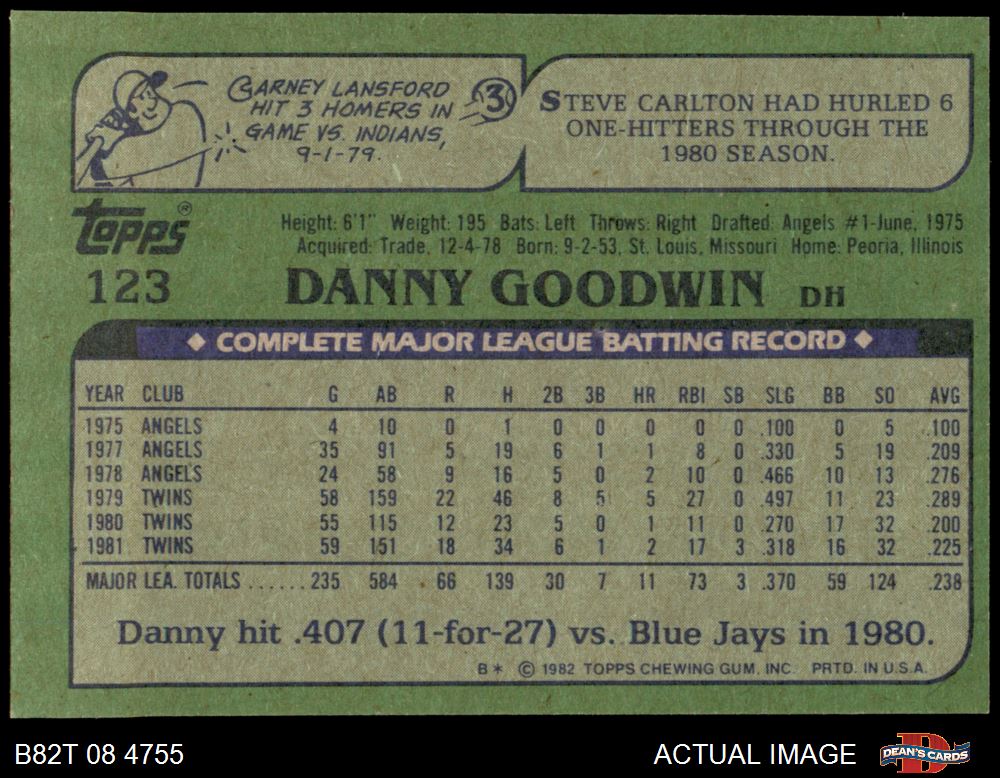 CARNEY LANSFORD
HIT 3 HOMERS IN
GAME VS. INDIANS,
9-1-79.
3
STEVE CARLTON HAD HURLED 6
ONE-HITTERS THROUGH THE
1980 SEASON.
topps®
Height: 6'1" Weight: 195 Bats: Left Throws: Right Drafted: Angels #1-June, 1975
Acquired: Trade, 12-4-78 Born: 9-2-53, St. Louis, Missouri Home: Peoria, Illinois
123 DANNY GOODWIN DH
◆ COMPLETE MAJOR LEAGUE BATTING RECORD ◆
YEAR CLUB G AB R H 2B 3B HR RBI SB SLG BB SO AVG
1975 ANGELS 4 10 0 1 0 0 0 0 0 .100 0 5 .100
1977 ANGELS 35 91 5 19 6 1 1 8 0 .330 5 19 .209
1978 ANGELS 24 58 9 16 5 0 2 10 0 .466 10 13 .276
1979 TWINS 58 159 22 46 8 5 5 27 0 .497 11 23 .289
1980 TWINS 55 115 12 23 5 0 1 11 0 .270 17 32 .200
1981 TWINS 59 151 18 34 6 1 2 17 3 .318 16 32 .225
MAJOR LEA. TOTALS ......235 584 66 139 30 7 11 73 3 .370 59 124 .238
Danny hit .407 (11-for-27) vs. Blue Jays in 1980.
B* © 1982 TOPPS CHEWING GUM, INC. PRTD. IN U.S.A.
B82T 08 4755
ACTUAL IMAGE
D
DEAN'S CARDS